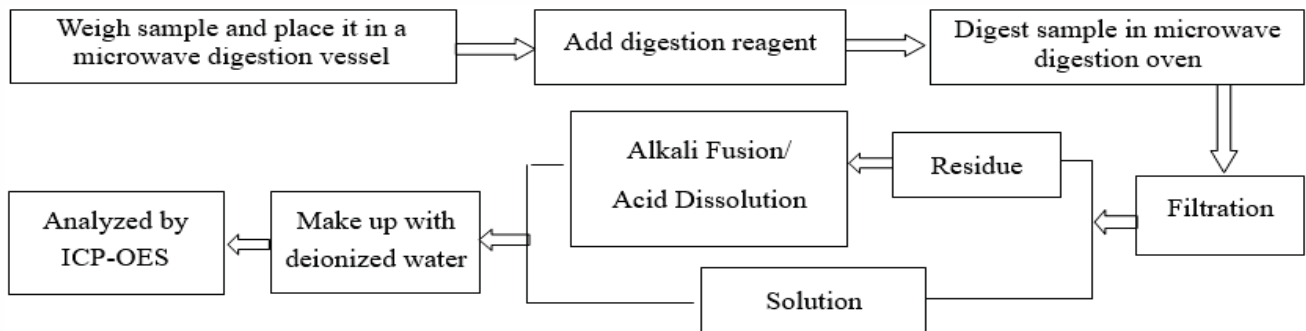 Weigh sample and place it in a
microwave digestion vessel
Add digestion reagent
Digest sample in microwave
digestion oven
Filtration
Residue
Alkali Fusion/
Acid Dissolution
Solution
Make up with
deionized water
Analyzed by
ICP-OES